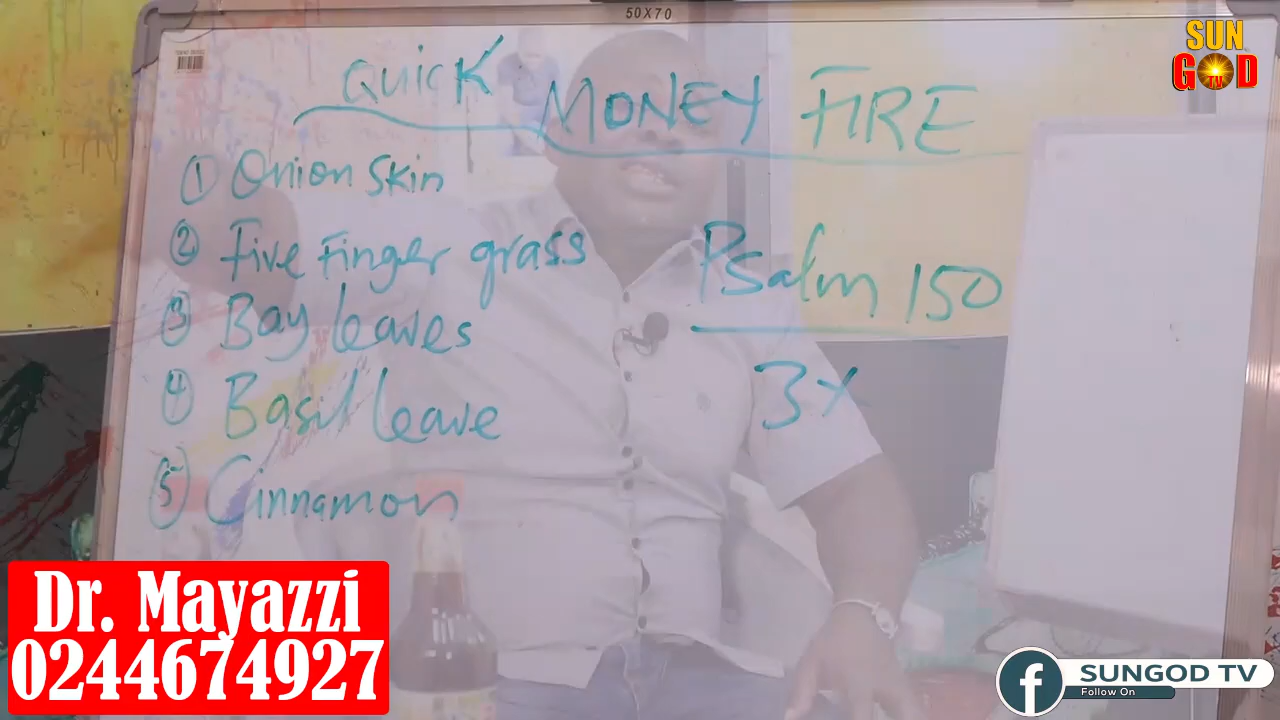 50X70
SUN
GOD
TV
QUICK MONEY FIRE
① Onion Skin
② Five Finger grass
③ Bay leaves
④ Basil leave
⑤ Cinnamon
Psalm 150
3x
Dr. Mayazzi
0244674927
f
SUNGOD TV
Follow On